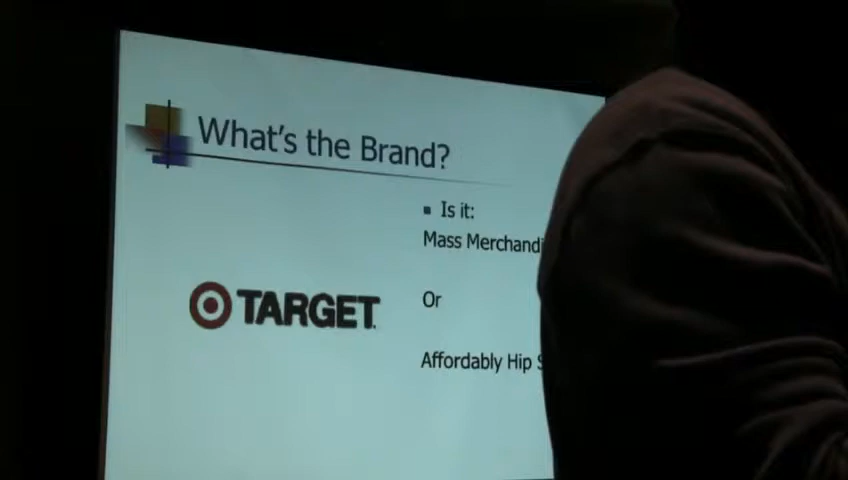 What's the Brand?
Is it:
Mass Merchandi
TARGET
Or
Affordably Hip S